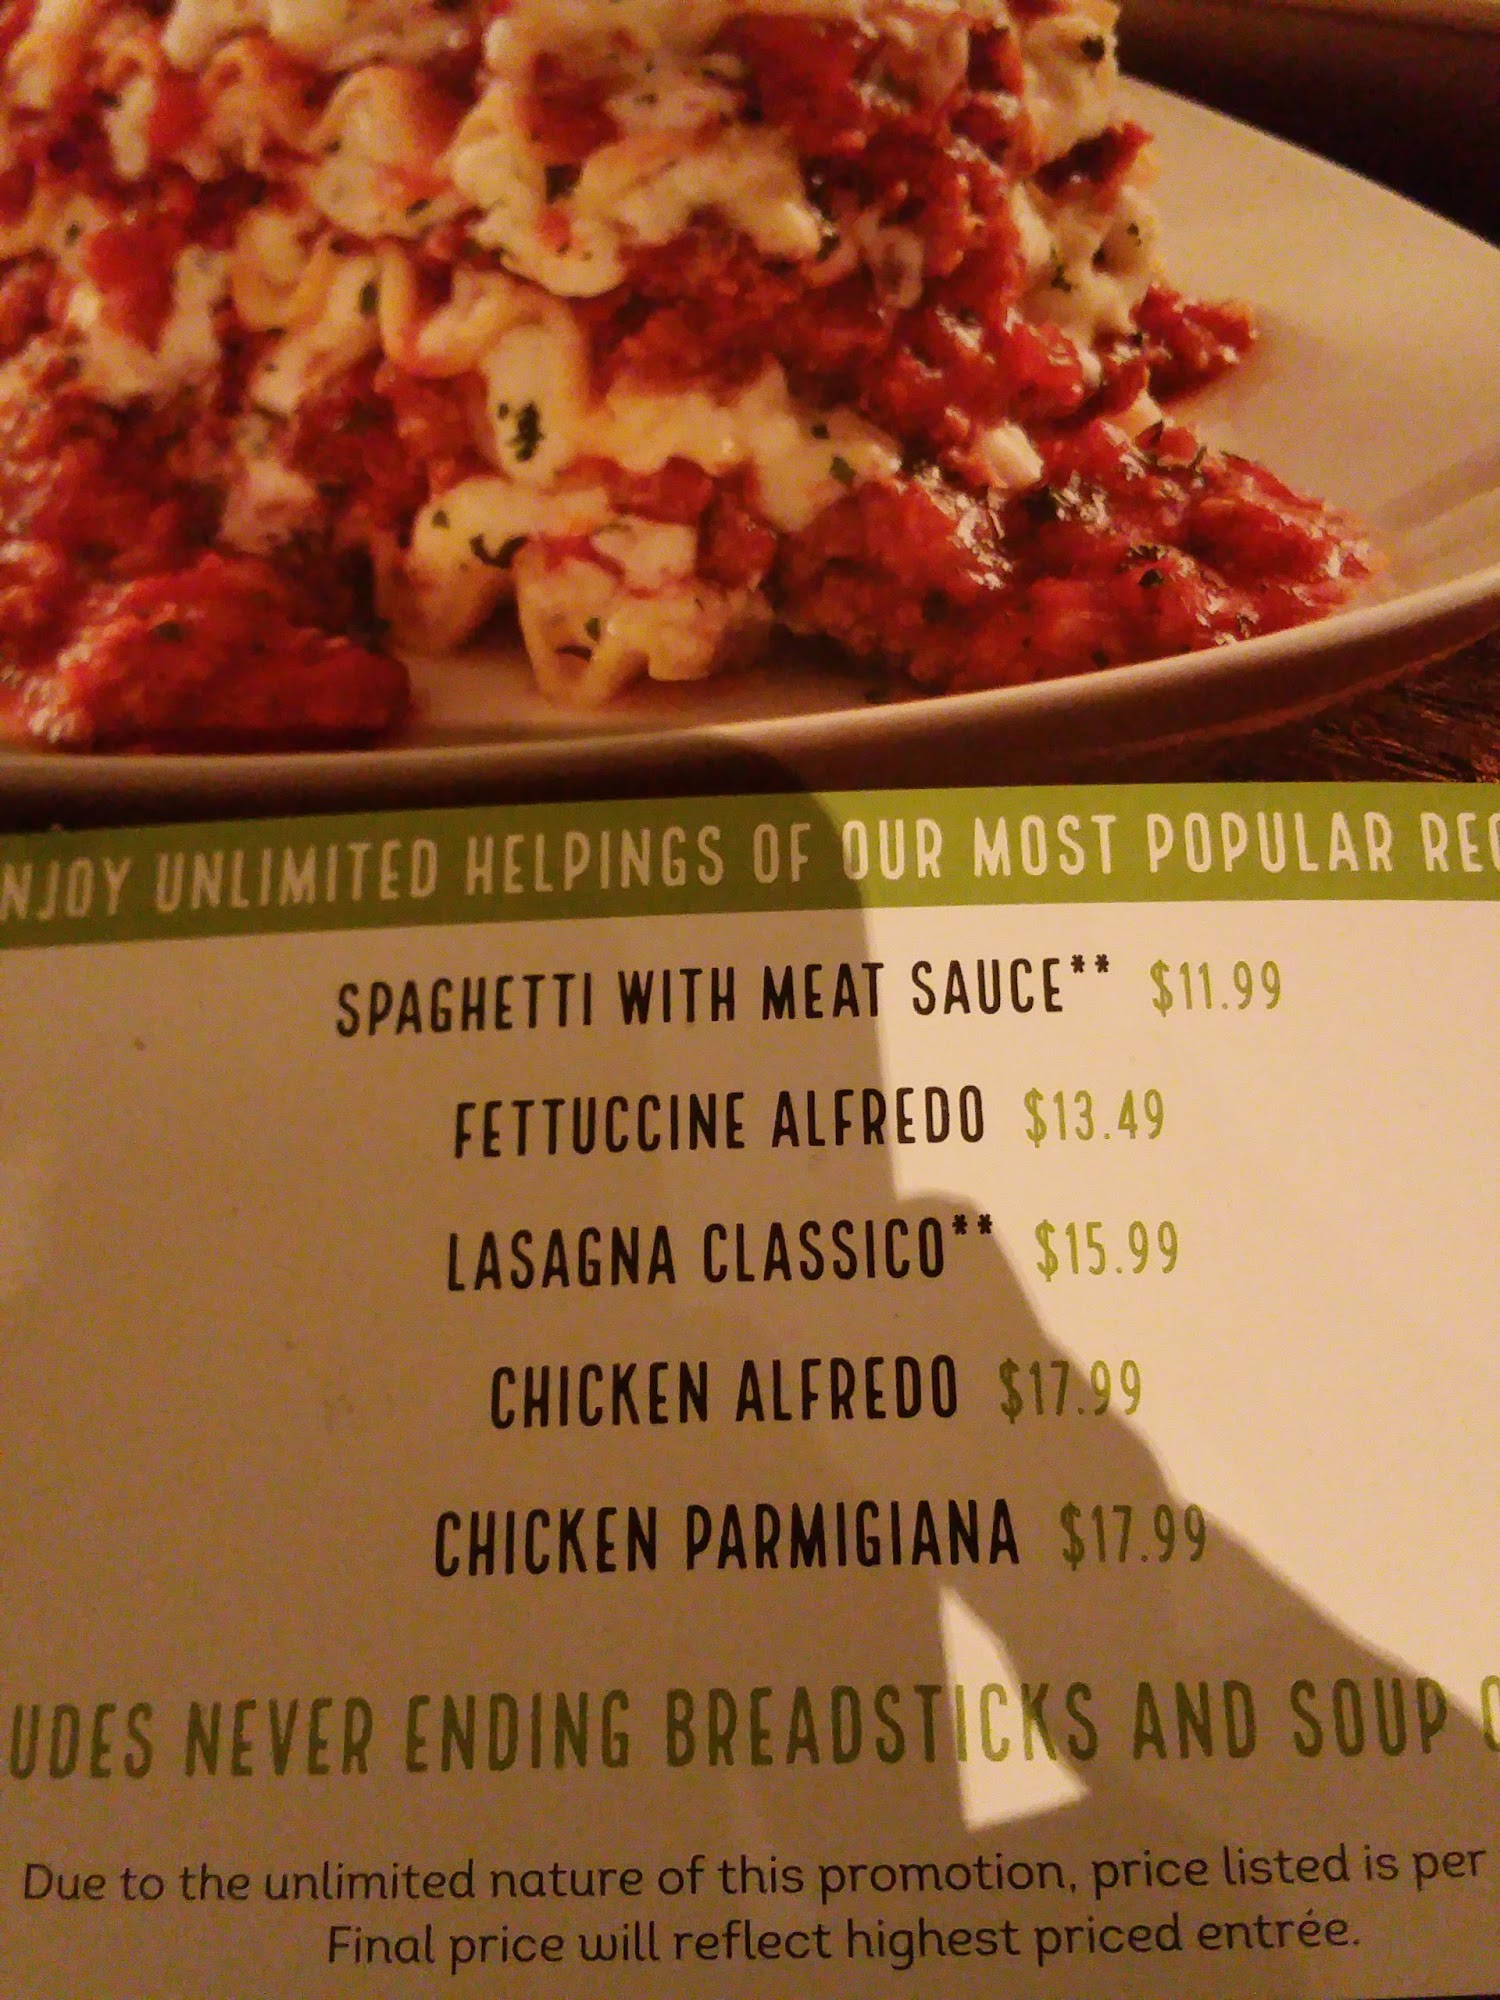 NJOY UNLIMITED HELPINGS OF OUR MOST POPULAR
SPAGHETTI WITH MEAT SAUCE** $11.99
FETTUCCINE ALFREDO $13.49
LASAGNA CLASSICO** $15.99
CHICKEN ALFREDO $17.99
CHICKEN PARMIGIANA $17.99
UDES NEVER ENDING BREADSTICKS AND SOUP
Due to the unlimited nature of this promotion, price listed is per
Final price will reflect highest priced entrée.